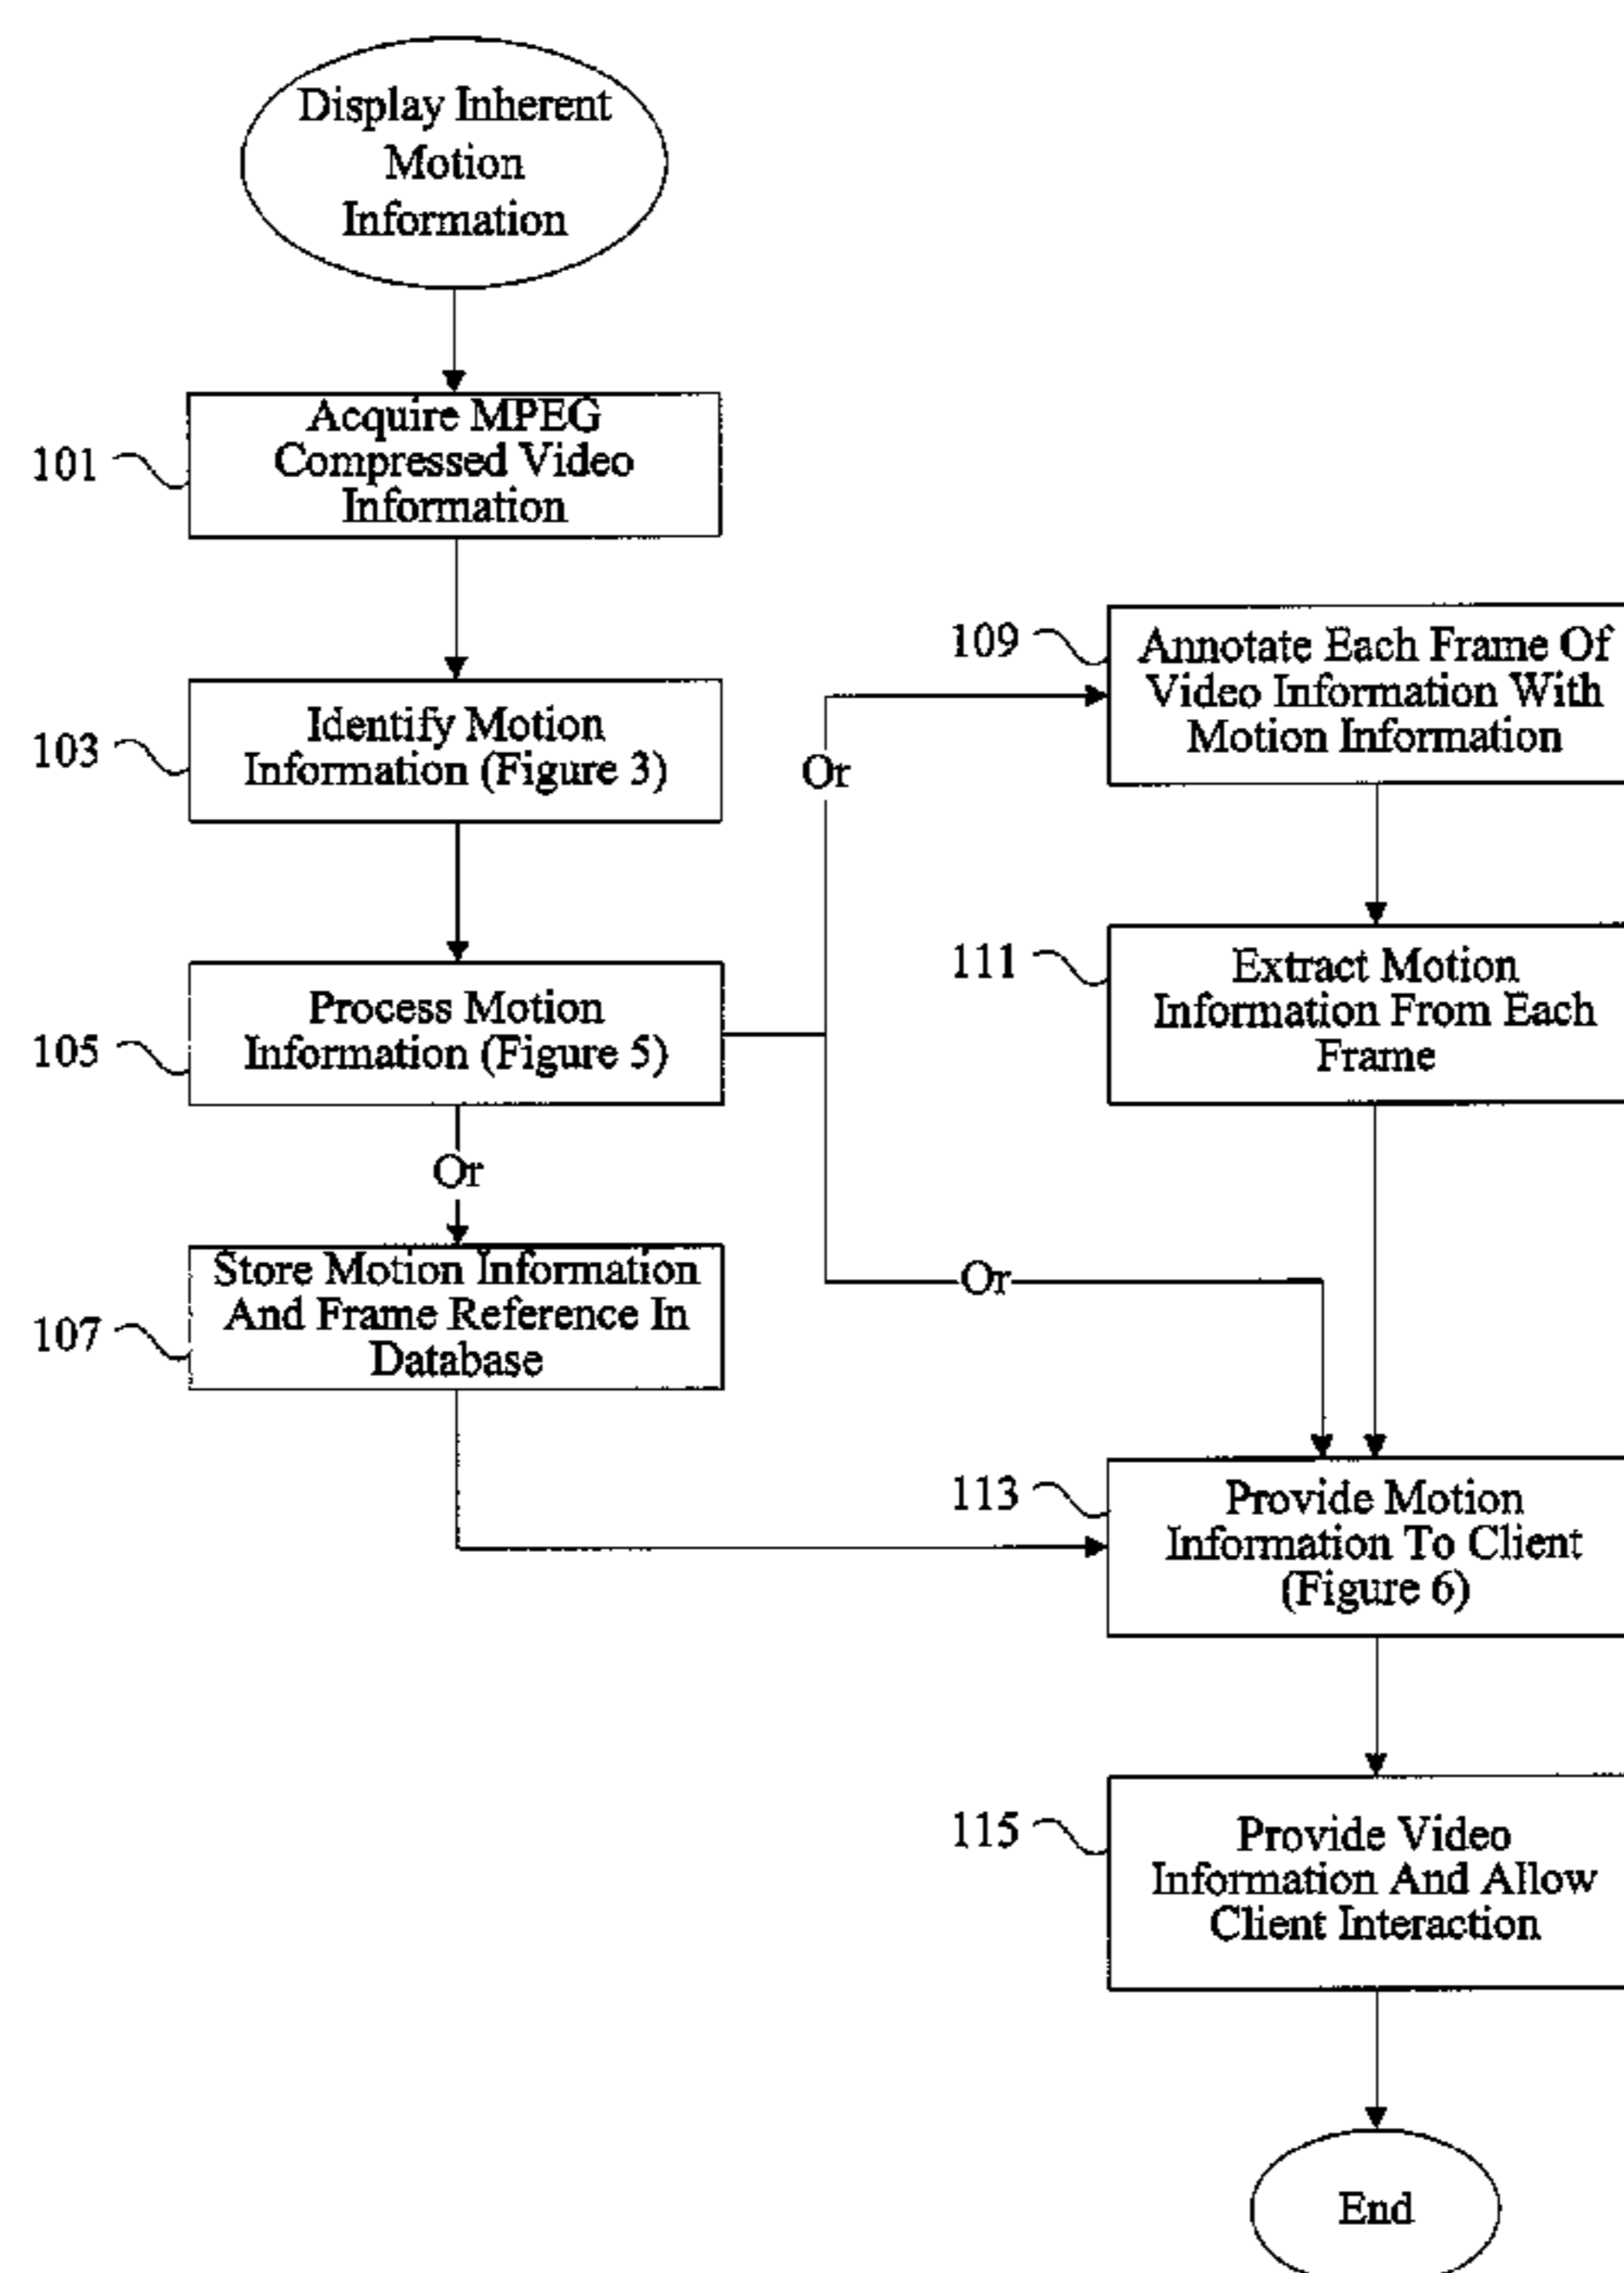 Display Inherent
Motion
Information
101
Acquire MPEG
Compressed Video
Information
103
Identify Motion
Information (Figure 3)
105
Process Motion
Information (Figure 5)
Or
107
Store Motion Information
And Frame Reference In
Database
Or
109
Annotate Each Frame Of
Video Information With
Motion Information
111
Extract Motion
Information From Each
Frame
Or
113
Provide Motion
Information To Client
(Figure 6)
115
Provide Video
Information And Allow
Client Interaction
End